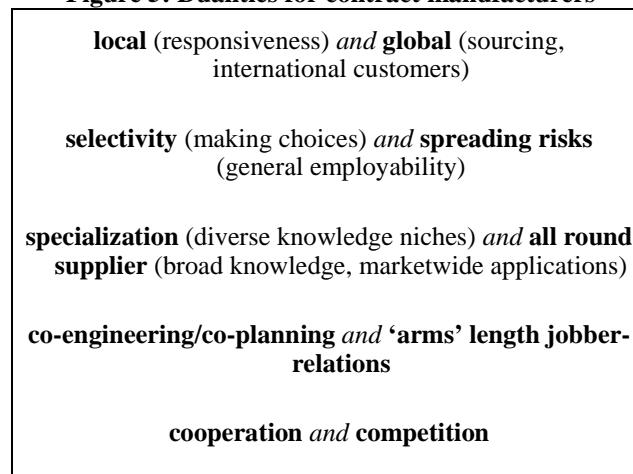 Figure 3: Dualities for contract manufacturers
local (responsiveness) and global (sourcing,
international customers)
selectivity (making choices) and spreading risks
(general employability)
specialization (diverse knowledge niches) and all round
supplier (broad knowledge, marketwide applications)
co-engineering/co-planning and ‘arms’ length jobber-
relations
cooperation and competition